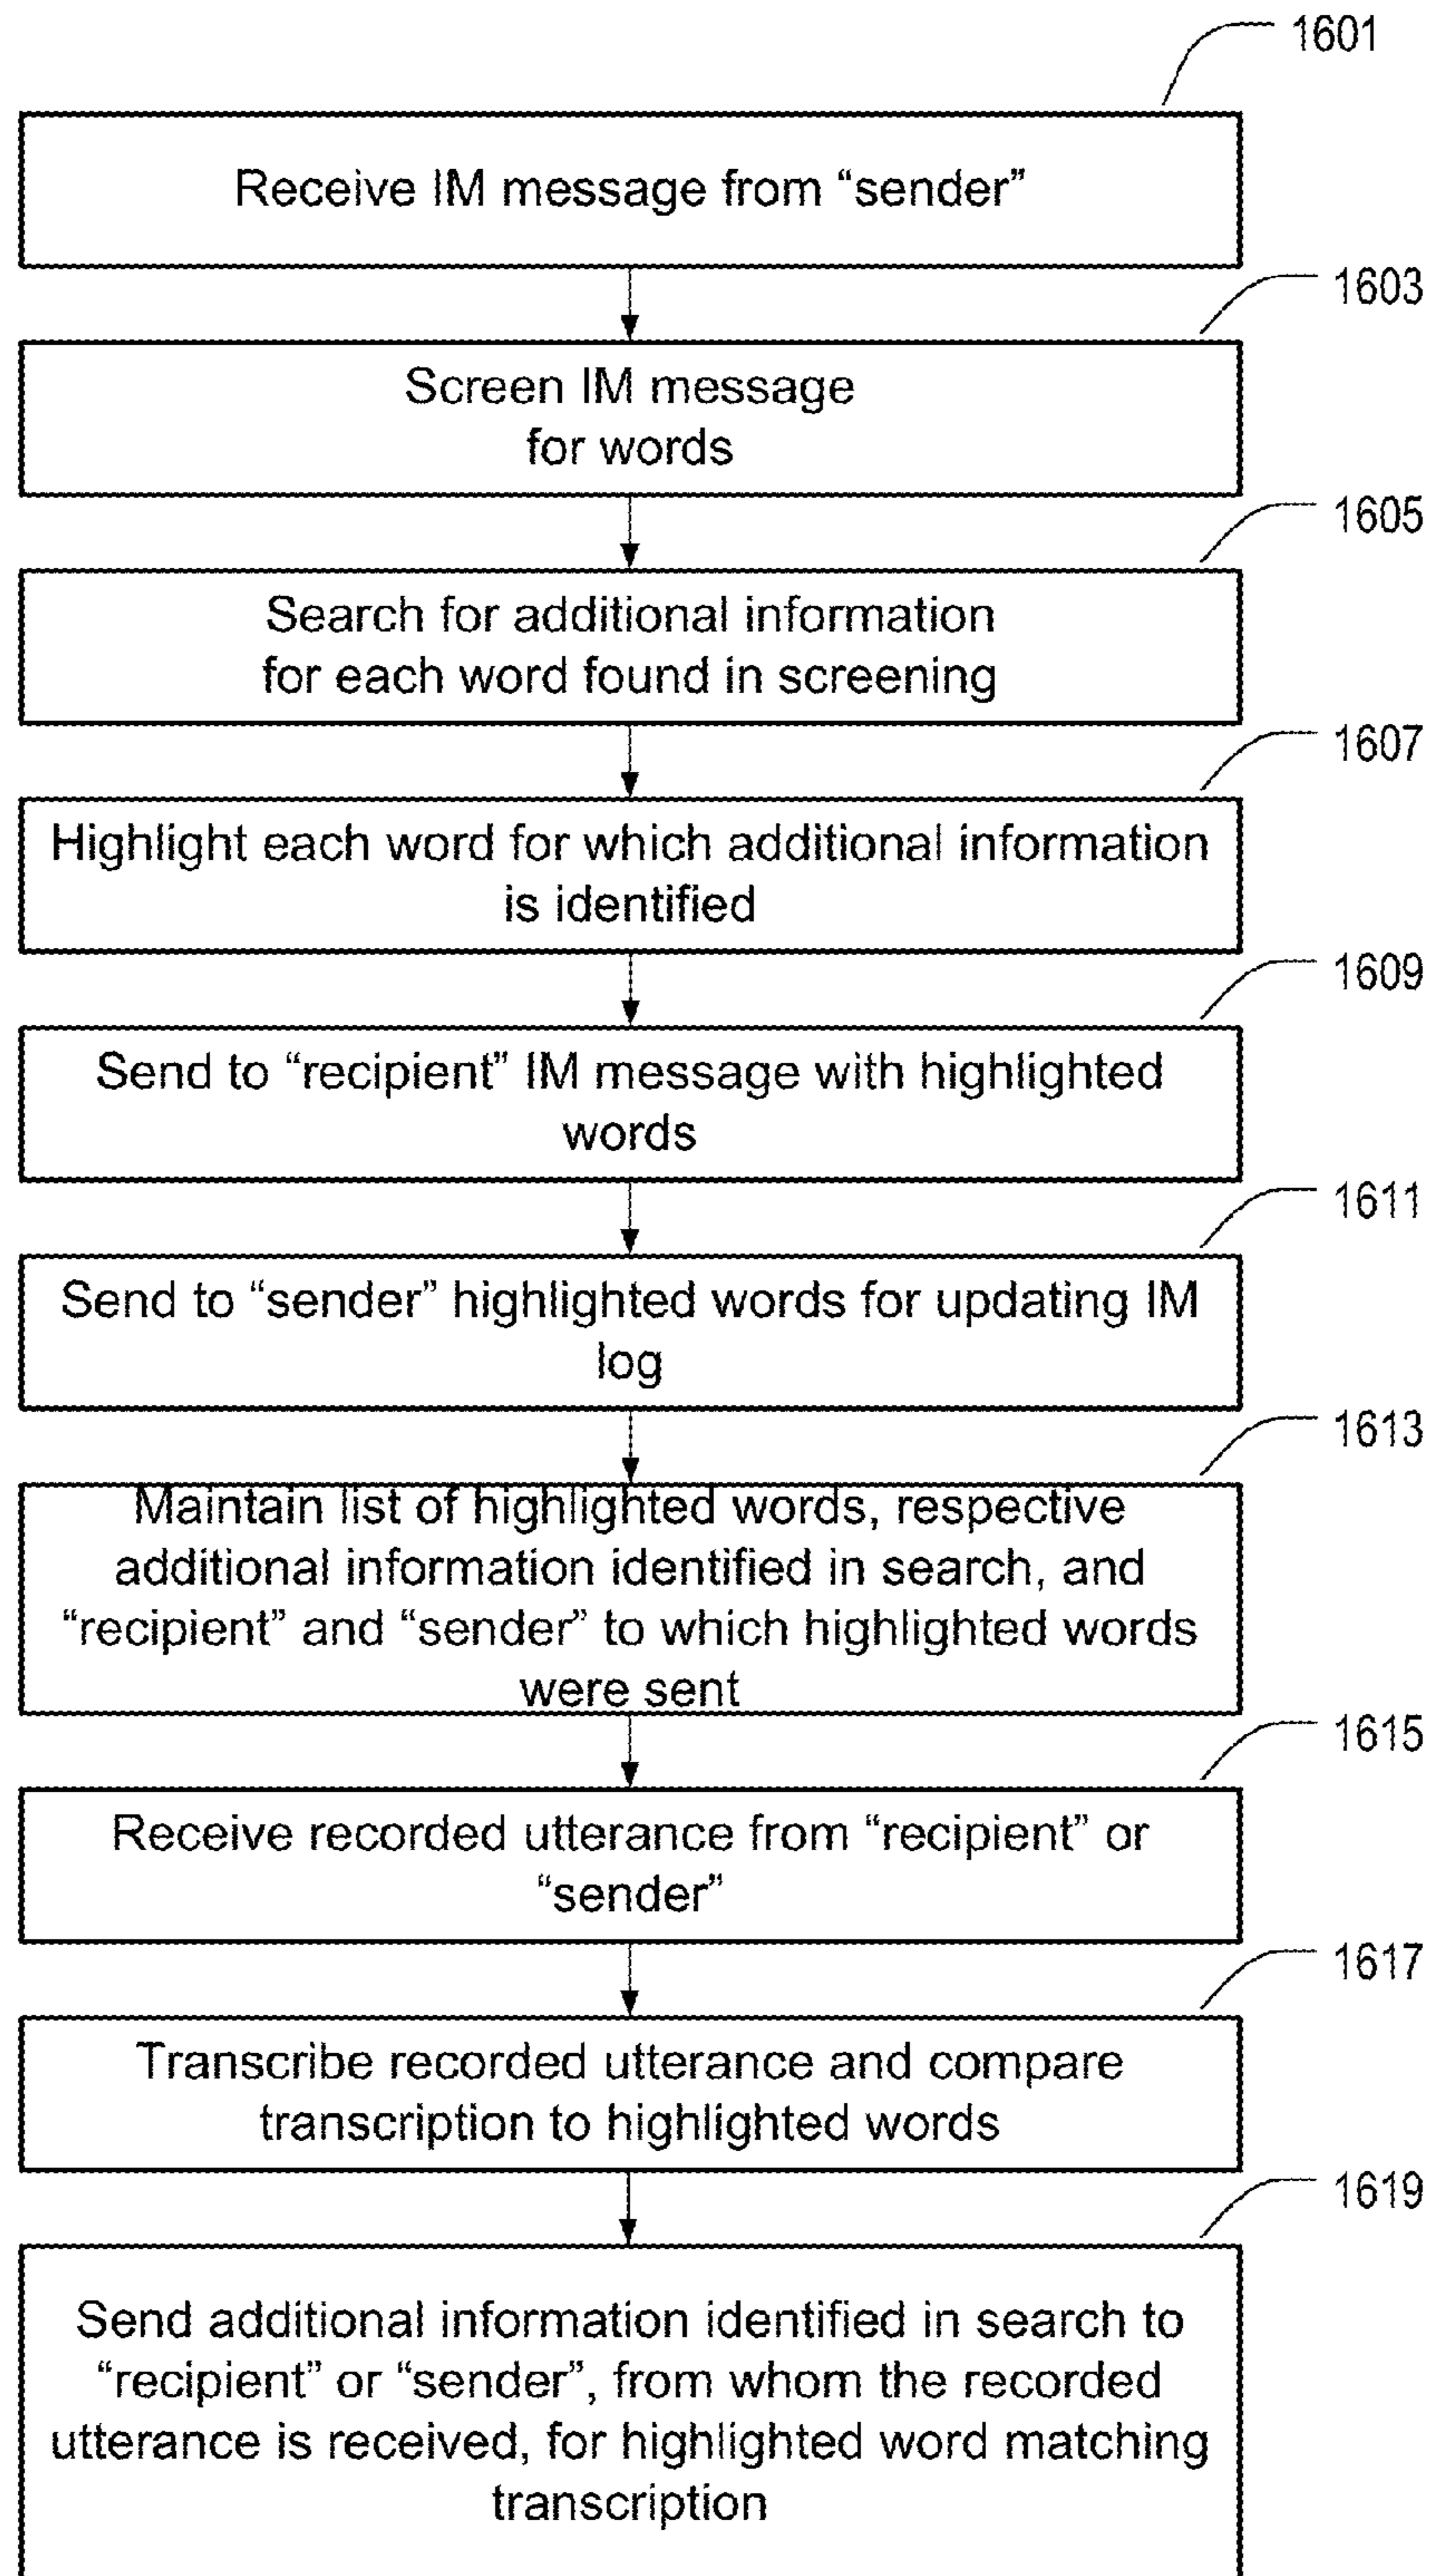 1601
Receive IM message from “sender”
1603
Screen IM message
for words
1605
Search for additional information
for each word found in screening
1607
Highlight each word for which additional information
is identified
1609
Send to “recipient” IM message with highlighted
words
1611
Send to “sender” highlighted words for updating IM
log
1613
Maintain list of highlighted words, respective
additional information identified in search, and
“recipient” and “sender” to which highlighted words
were sent
1615
Receive recorded utterance from “recipient” or
“sender”
1617
Transcribe recorded utterance and compare
transcription to highlighted words
1619
Send additional information identified in search to
“recipient” or “sender”, from whom the recorded
utterance is received, for highlighted word matching
transcription